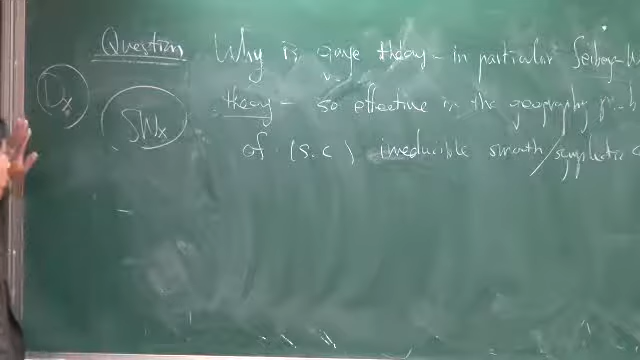 Question Why is gauge theory - in particular Seiberg-
theory - so effective in the geography
of (s.c) irreducible smooth/symplectic
D_X
SW_X